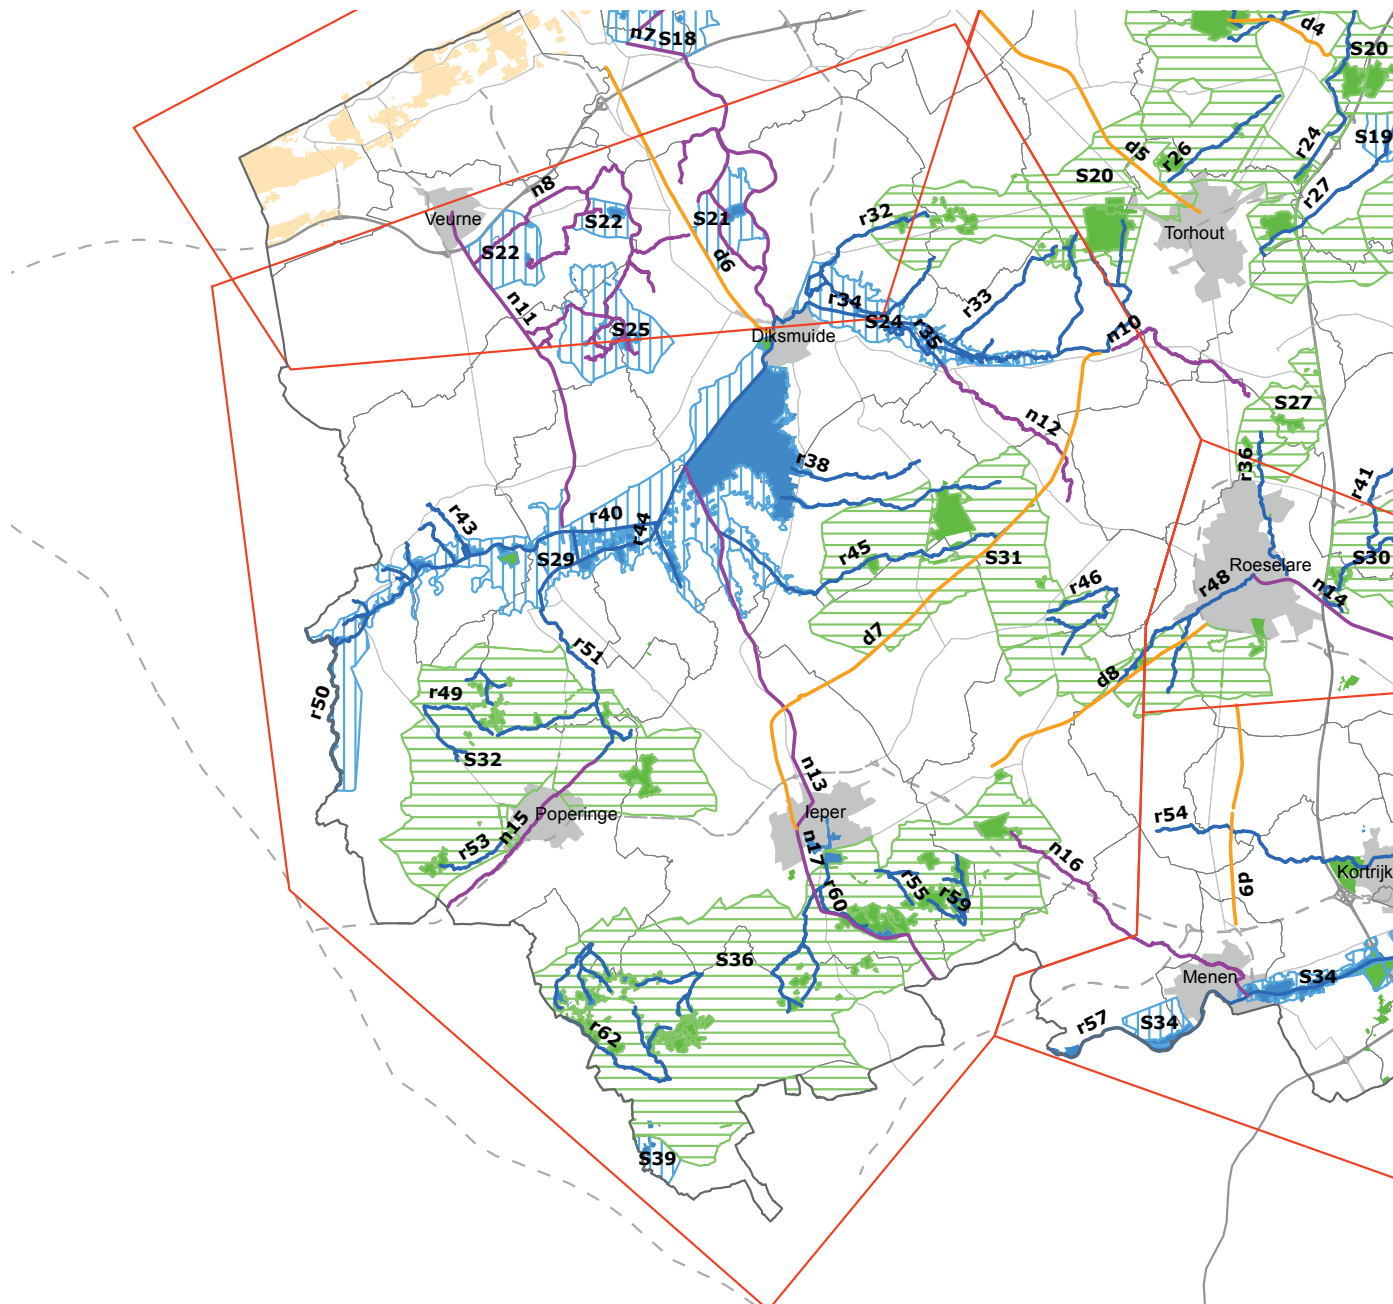 n7 S18
d4
S20
S19
r24
d5
r26
S20
r27
n8
Veurne
S22
S22
S21
r32
Torhout
d6
n11
S25
r34
S24
r35
r33
n10
Diksmuide
S27
n12
r36
r38
r41
r43
r40
r44
S29
r45
S31
S30
Roeselare
r46
r48
n14
d7
r51
d8
r50
r49
S32
n13
Poperinge
n15
r53
Ieper
n17
r54
n16
Kortrijk
d9
r60
r55
r59
S36
Menen
S34
r57
S34
r62
S39